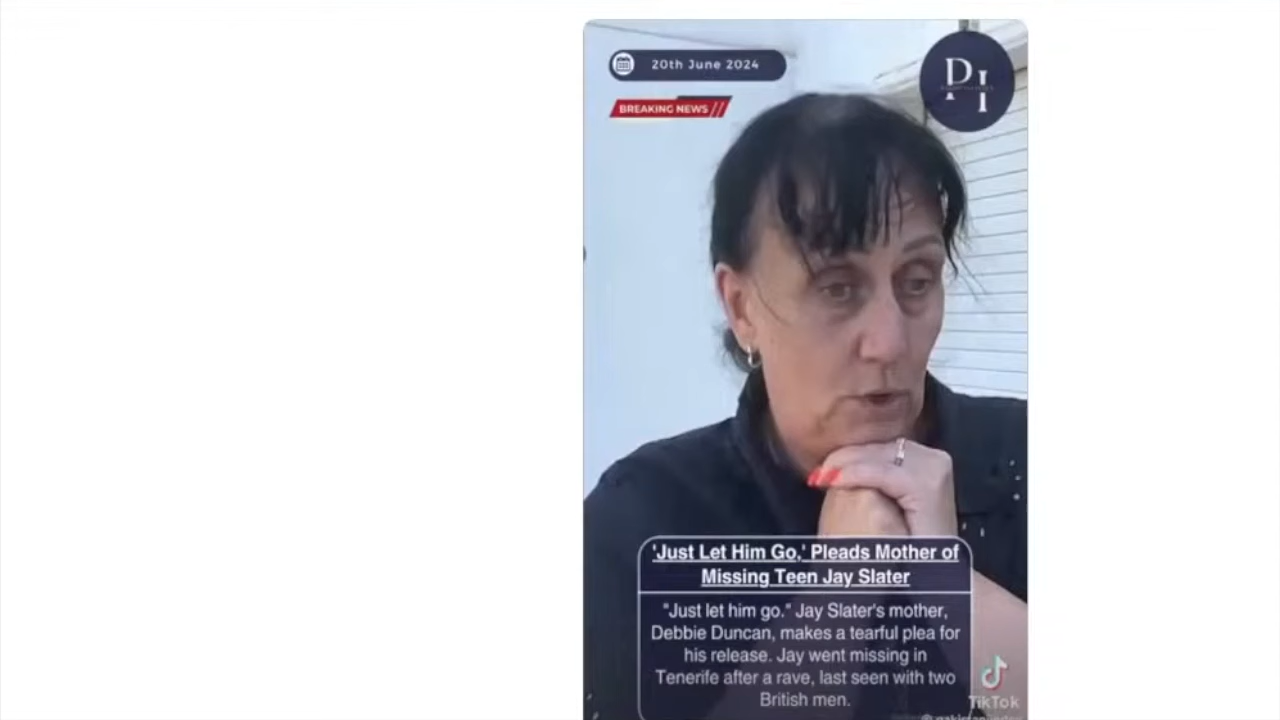 20th June 2024
PI
BREAKING NEWS
'Just Let Him Go,' Pleads Mother of
Missing Teen Jay Slater
"Just let him go." Jay Slater's mother,
Debbie Duncan, makes a tearful plea for
his release. Jay went missing in
Tenerife after a rave, last seen with two
British men.
TikTok